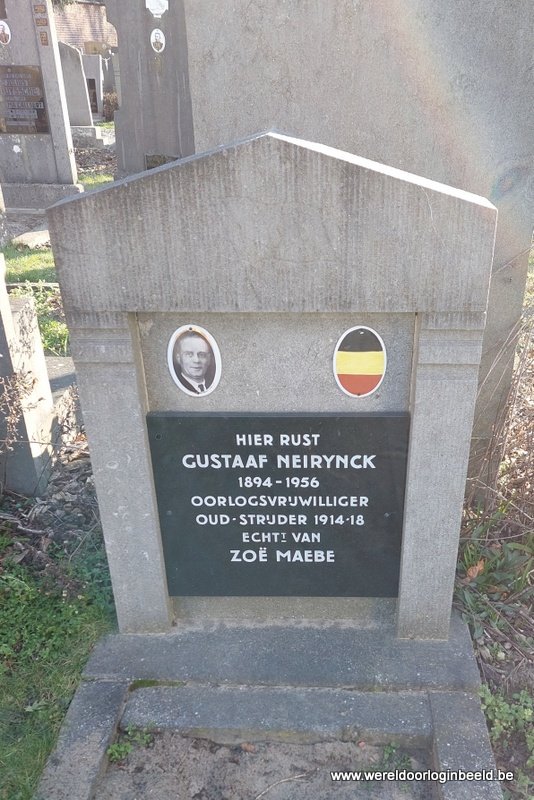 HIER RUST
GUSTAAF NEIRYNCK
1894-1956
OORLOGSVRIJWILLIGER
OUD-STRIJDER 1914-18
ECHTT VAN
ZOË MAEBE
www.wereldoorloginbeeld.be